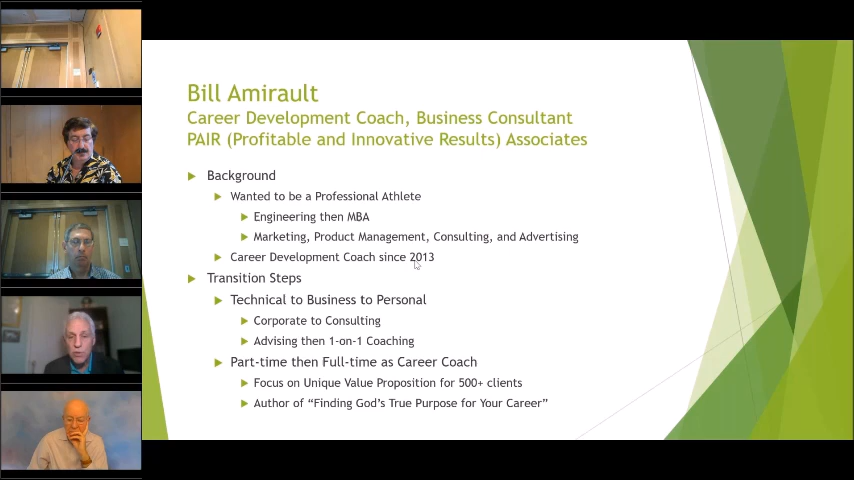 Bill Amirault
Career Development Coach, Business Consultant
PAIR (Profitable and Innovative Results) Associates
Background
Wanted to be a Professional Athlete
Engineering then MBA
Marketing, Product Management, Consulting, and Advertising
Career Development Coach since 2013
Transition Steps
Technical to Business to Personal
Corporate to Consulting
Advising then 1-on-1 Coaching
Part-time then Full-time as Career Coach
Focus on Unique Value Proposition for 500+ clients
Author of “Finding God’s True Purpose for Your Career”